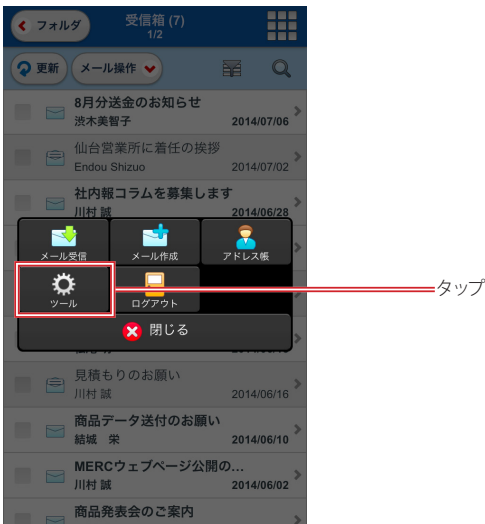 フォルダ
受信箱 (7)
1/2
更新
メール操作
8月分送金のお知らせ
渋木美智子
2014/07/06
仙台営業所に着任の挨拶
Endou Shizuo
2014/07/02
社内報コラムを募集します
川村 誠
2014/06/28
メール受信
メール作成
アドレス帳
ツール
ログアウト
タップ
閉じる
見積もりのお願い
川村 誠
2014/06/16
商品データ送付のお願い
結城 栄
2014/06/10
MERCウェブページ公開の...
川村 誠
2014/06/02
商品発表会のご案内